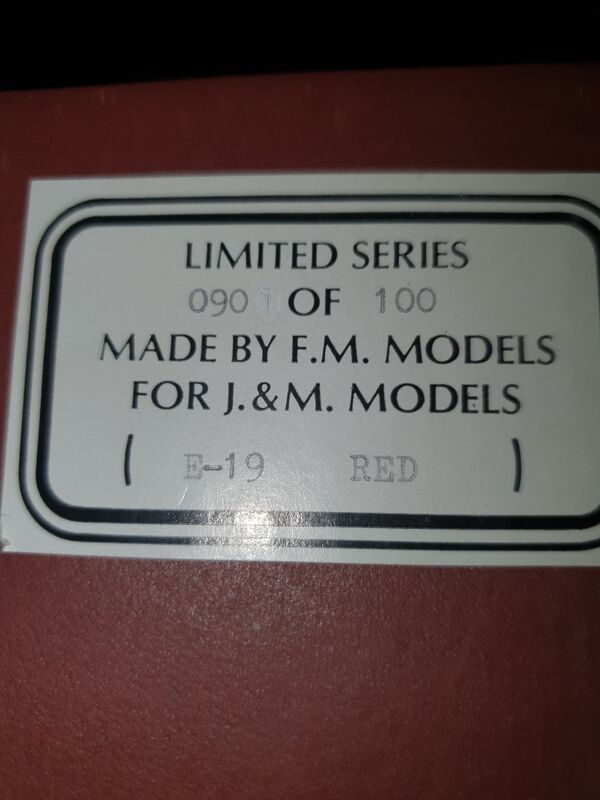 LIMITED SERIES
090 OF 100
MADE BY F.M. MODELS
FOR J.&M. MODELS
( E-19 RED )